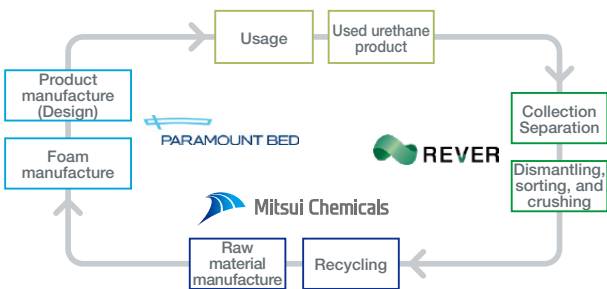 Usage
Used urethane
product
Product
manufacture
(Design)
Collection
Separation
PARAMOUNT BED
REVER
Foam
manufacture
Dismantling,
sorting, and
crushing
Mitsui Chemicals
Raw
material
manufacture
Recycling